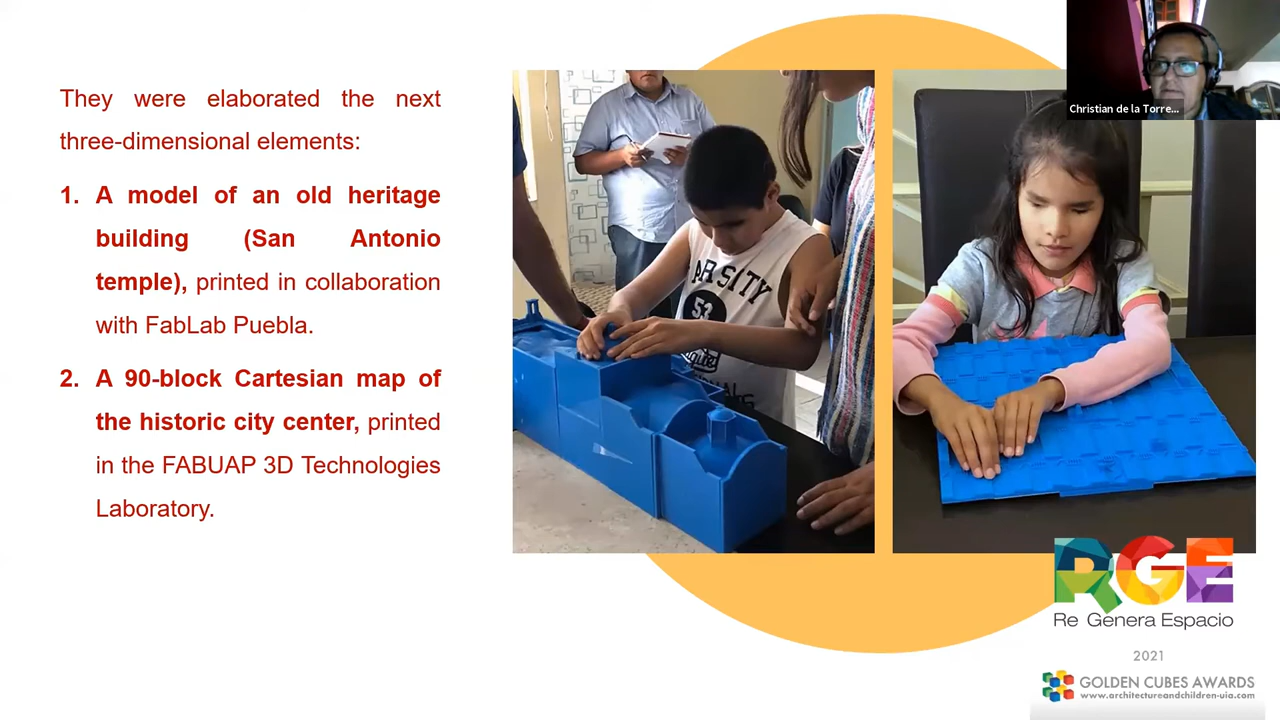 They were elaborated the next
three-dimensional elements:
1. A model of an old heritage
building (San Antonio
temple), printed in collaboration
with FabLab Puebla.
2. A 90-block Cartesian map of
the historic city center, printed
in the FABUAP 3D Technologies
Laboratory.
VARSITY
53
Christian de la Torre...
RGE
Re Genera Espacio
2021
GOLDEN CUBES AWARDS
www.architectureandchildren-uia.com